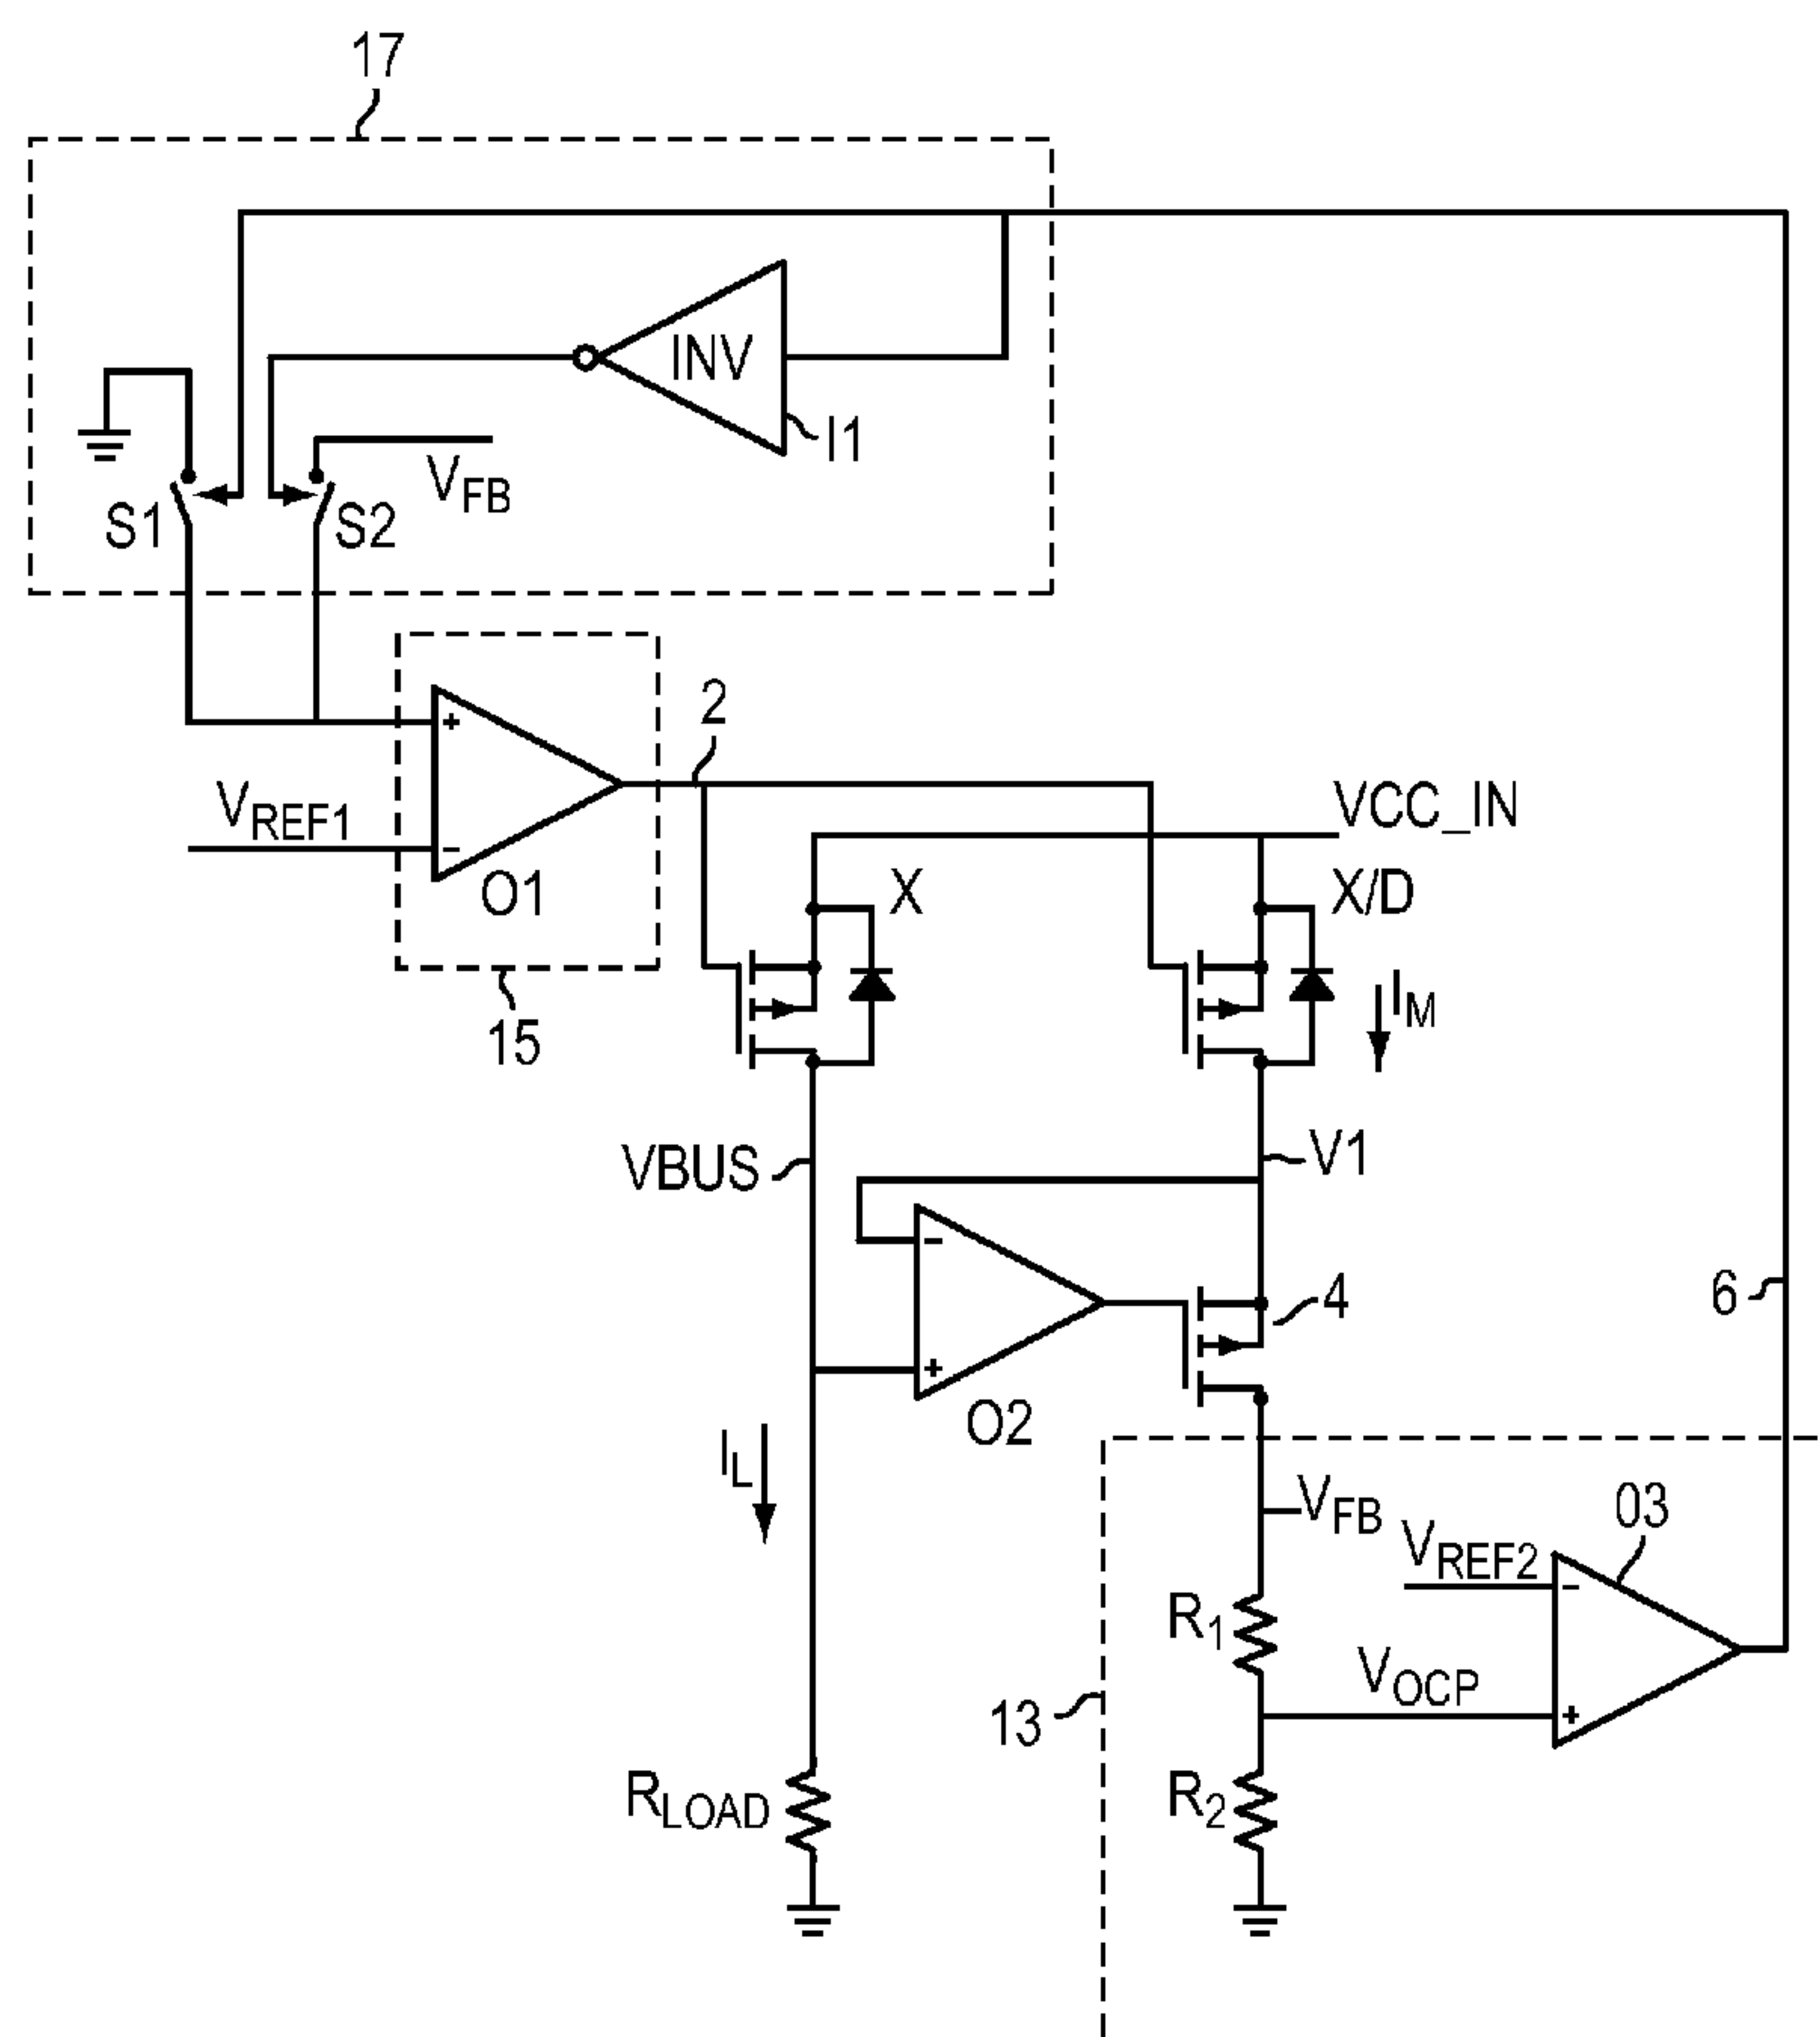 17
INV
I1
V_FB
S1
S2
2
V_REF1
+
-
O1
15
VCC_IN
X
X/D
I_M
VBUS
V1
-
+
O2
4
6
I_L
V_FB
V_REF2
03
-
R_1
V_OCP
+
13
R_LOAD
R_2